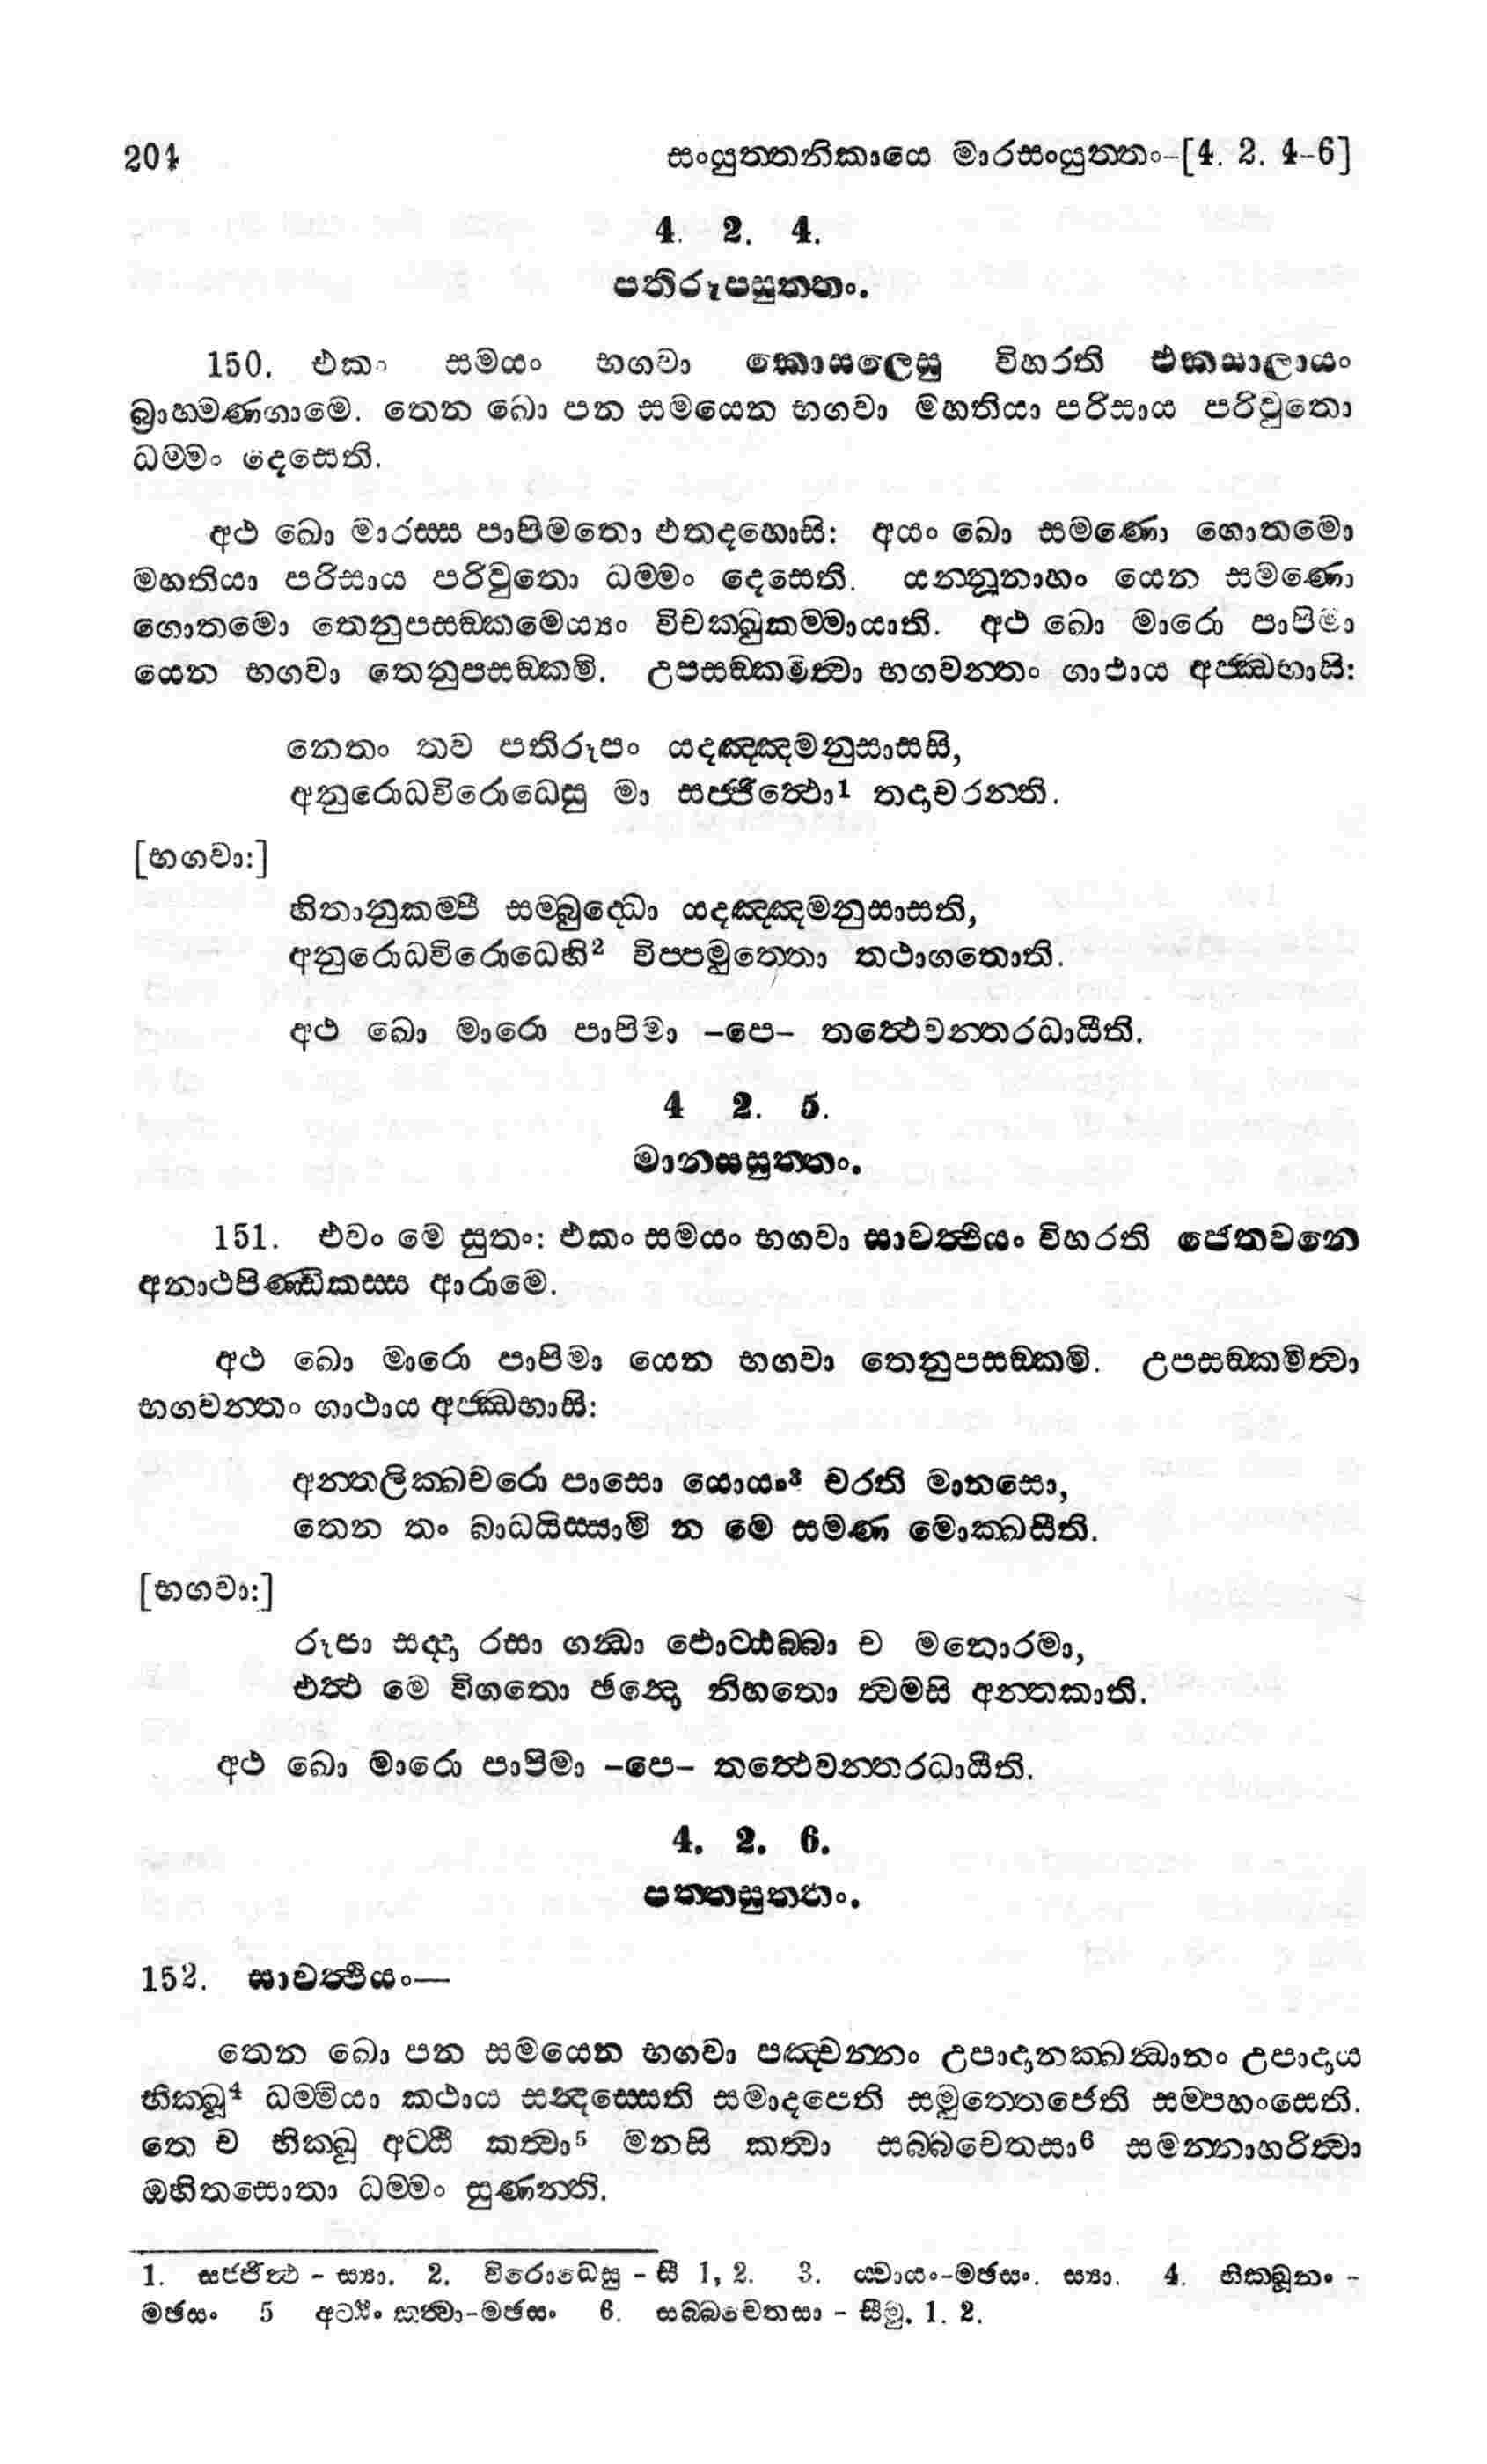 204 සංයුත්තනිකායෙ මාරසංයුත්තං-[4. 2. 4-6]
4. 2. 4.
පතිරූපසුත්තං.
150. එකං සමයං භගවා කොසලෙසු විහරති එකසාලායං
බ්‍රාහ්මණගාමෙ. තෙන ඛො පන සමයෙන භගවා මහතියා පරිසාය පරිවුතො
ධම්මං දෙසෙති.
අථ ඛො මාරස්ස පාපිමතො එතදහොසි: අයං ඛො සමණො ගොතමො
මහතියා පරිසාය පරිවුතො ධම්මං දෙසෙති. යන්නූනාහං යෙන සමණො
ගොතමො තෙනුපසඞ්කමෙය්‍යං විචක්ඛුකම්මායාති. අථ ඛො මාරො පාපිමා
යෙන භගවා තෙනුපසඞ්කමි. උපසඞ්කමිත්වා භගවන්තං ගාථාය අජ්ඣභාසි:
නෙතං තව පතිරූපං යදඤ්ඤමනුසාසසි,
අනුරොධවිරොධෙසු මා සජ්ජිත්ථො1 තදාචරන්ති.
[භගවා:]
හිතානුකම්පී සම්බුද්ධො යදඤ්ඤමනුසාසති,
අනුරොධවිරොධෙහි2 විප්පමුත්තො තථාගතොති.
අථ ඛො මාරො පාපිමා -පෙ- තත්ථෙවන්තරධායීති.
4 2. 5.
මානසසුත්තං.
151. එවං මෙ සුතං: එකං සමයං භගවා සාවත්ථියං විහරති ජෙතවනෙ
අනාථපිණ්ඩිකස්ස ආරාමෙ.
අථ ඛො මාරො පාපිමා යෙන භගවා තෙනුපසඞ්කමි. උපසඞ්කමිත්වා
භගවන්තං ගාථාය අජ්ඣභාසි:
අන්තලික්ඛචරො පාසො යොයං3 චරති මානසො,
තෙන තං බාධයිස්සාමි න මෙ සමණ මොක්ඛසීති.
[භගවා:]
රූපා සද්දා රසා ගන්ධා ඵොට්ඨබ්බා ච මනොරමා,
එත්ථ මෙ විගතො ඡන්දො නිහතො ත්වමසි අන්තකාති.
අථ ඛො මාරො පාපිමා -පෙ- තත්ථෙවන්තරධායීති.
4. 2. 6.
පත්තසුත්තං.
152. සාවත්ථියං—
තෙන ඛො පන සමයෙන භගවා පඤ්චන්නං උපාදානක්ඛන්ධානං උපාදාය
භික්ඛූ4 ධම්මියා කථාය සන්දස්සෙති සමාදපෙති සමුත්තෙජෙති සම්පහංසෙති.
තෙ ච භික්ඛූ අට්ඨි කත්වා5 මනසි කත්වා සබ්බචෙතසා6 සමන්නාහරිත්වා
ඔහිතසොතා ධම්මං සුණන්ති.
1. සජ්ජිත්ථ - ස්‍යා. 2. විරොධෙසු - සී 1, 2. 3. ය්වායං-මඡසං. ස්‍යා. 4. භික්ඛූනං -
මඡසං 5 අට්ඨිං කත්වා-මඡසං 6. සබ්බචෙතසො - සීමු. 1. 2.